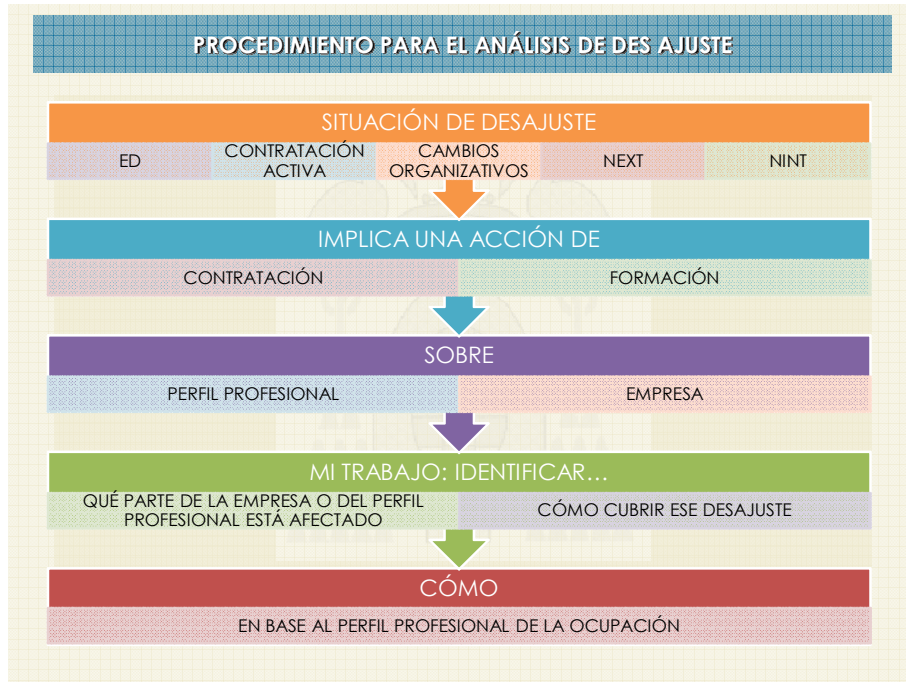 PROCEDIMIENTO PARA EL ANÁLISIS DE DES AJUSTE
SITUACIÓN DE DESAJUSTE
ED
CONTRATACIÓN
ACTIVA
CAMBIOS
ORGANIZATIVOS
NEXT
NINT
IMPLICA UNA ACCIÓN DE
CONTRATACIÓN
FORMACIÓN
SOBRE
PERFIL PROFESIONAL
EMPRESA
MI TRABAJO: IDENTIFICAR…
QUÉ PARTE DE LA EMPRESA O DEL PERFIL
PROFESIONAL ESTÁ AFECTADO
CÓMO CUBRIR ESE DESAJUSTE
CÓMO
EN BASE AL PERFIL PROFESIONAL DE LA OCUPACIÓN